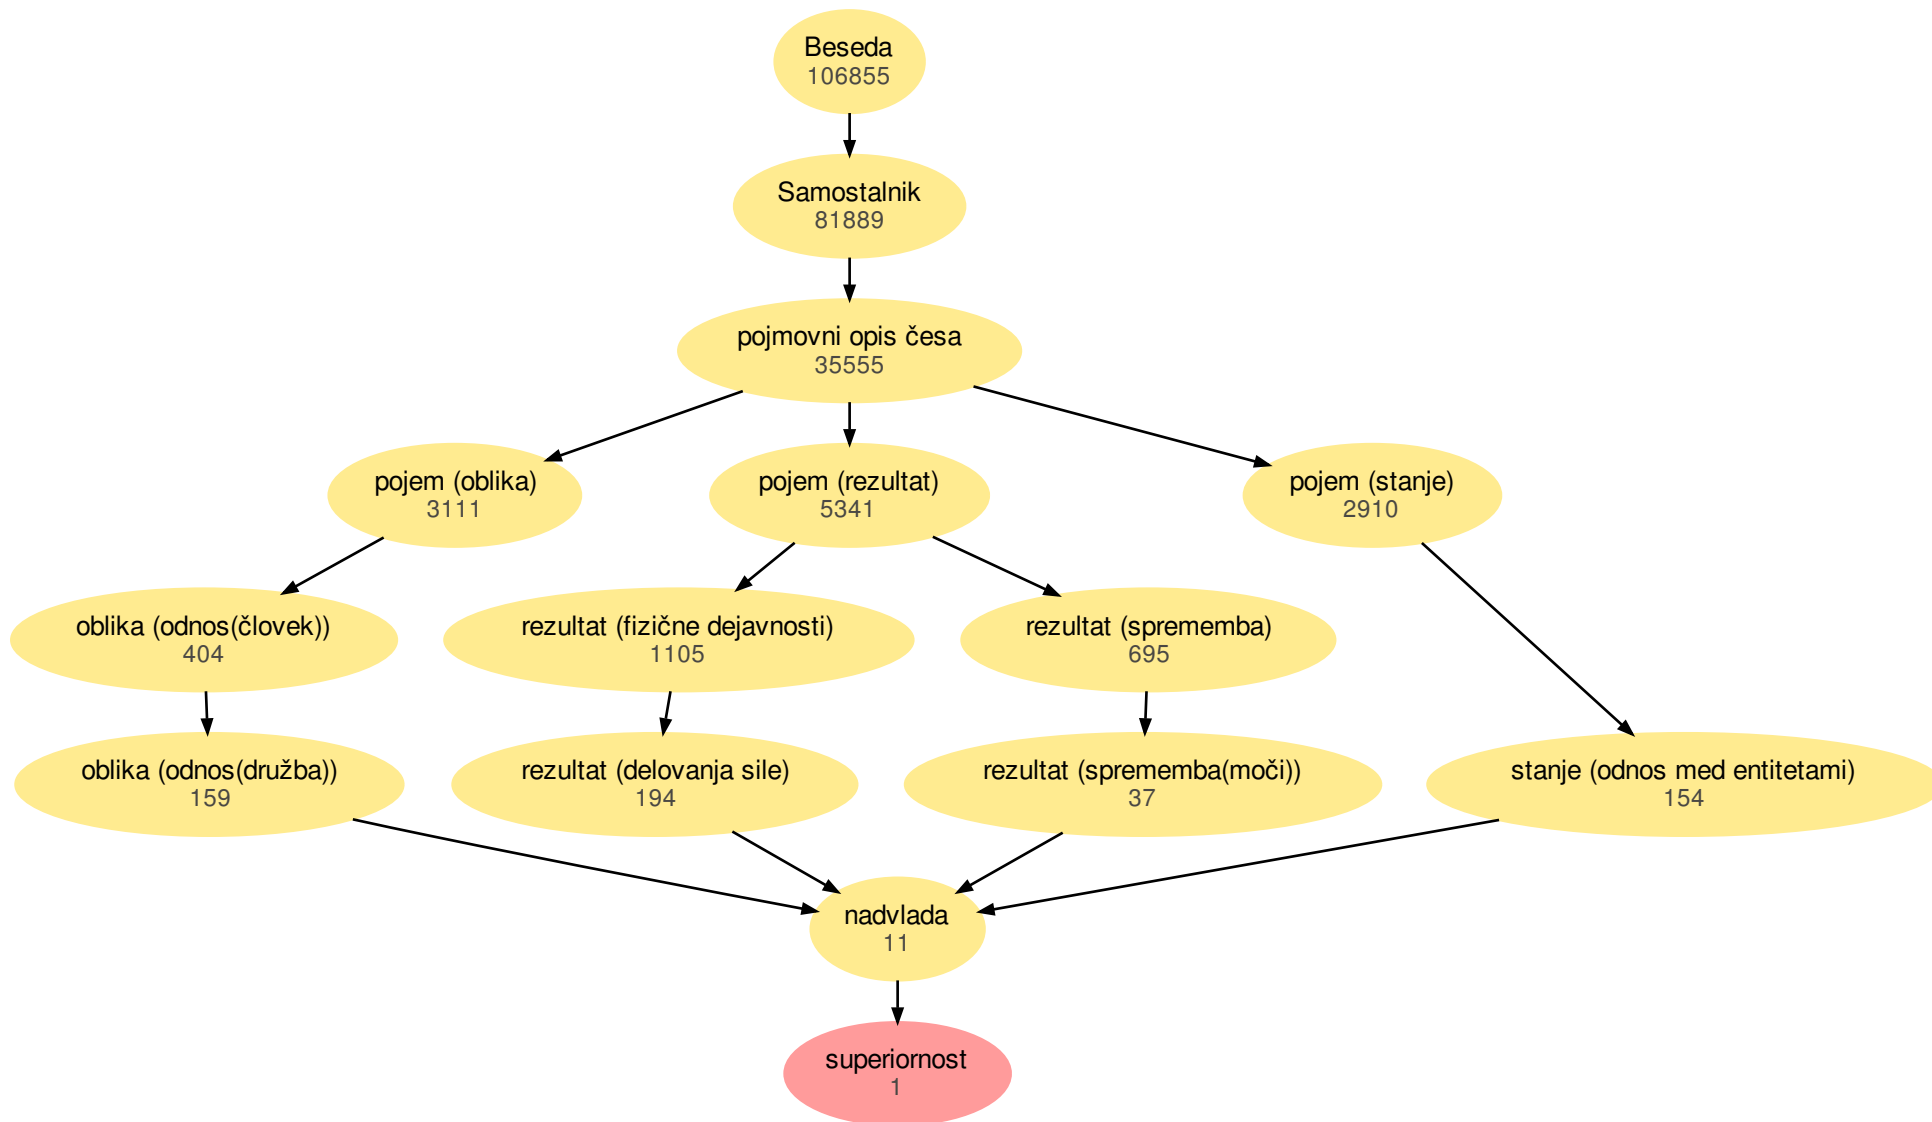 Beseda
106855
Samostalnik
81889
pojmovni opis česa
35555
pojem (oblika)
3111
pojem (rezultat)
5341
pojem (stanje)
2910
oblika (odnos(človek))
404
rezultat (fizične dejavnosti)
1105
rezultat (sprememba)
695
oblika (odnos(družba))
159
rezultat (delovanja sile)
194
rezultat (sprememba(moči))
37
stanje (odnos med entitetami)
154
nadvlada
11
superiornost
1